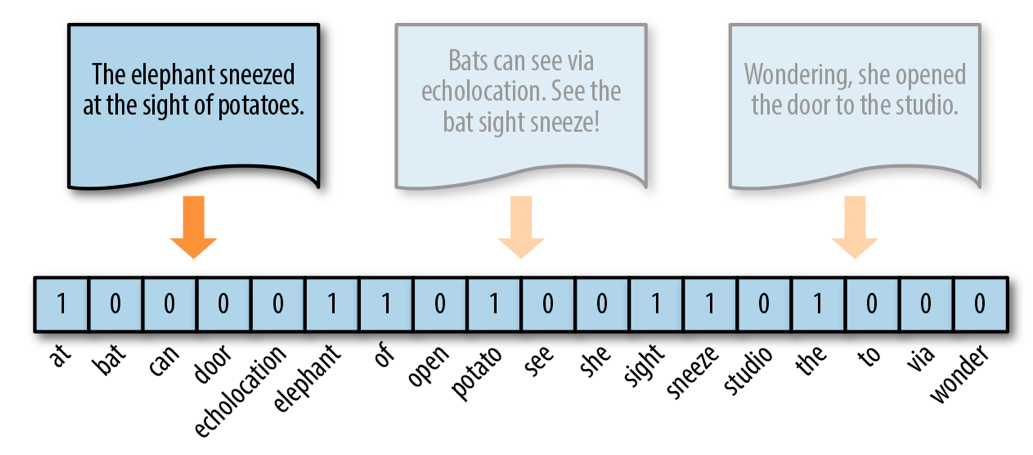 The elephant sneezed
at the sight of potatoes.
Bats can see via
echolocation. See the
bat sight sneeze!
Wondering, she opened
the door to the studio.
1 0 0 0 0 1 1 0 1 0 0 1 1 0 1 0 0 0
at bat can door echolocation elephant of open potato see she sight sneeze studio the to via wonder